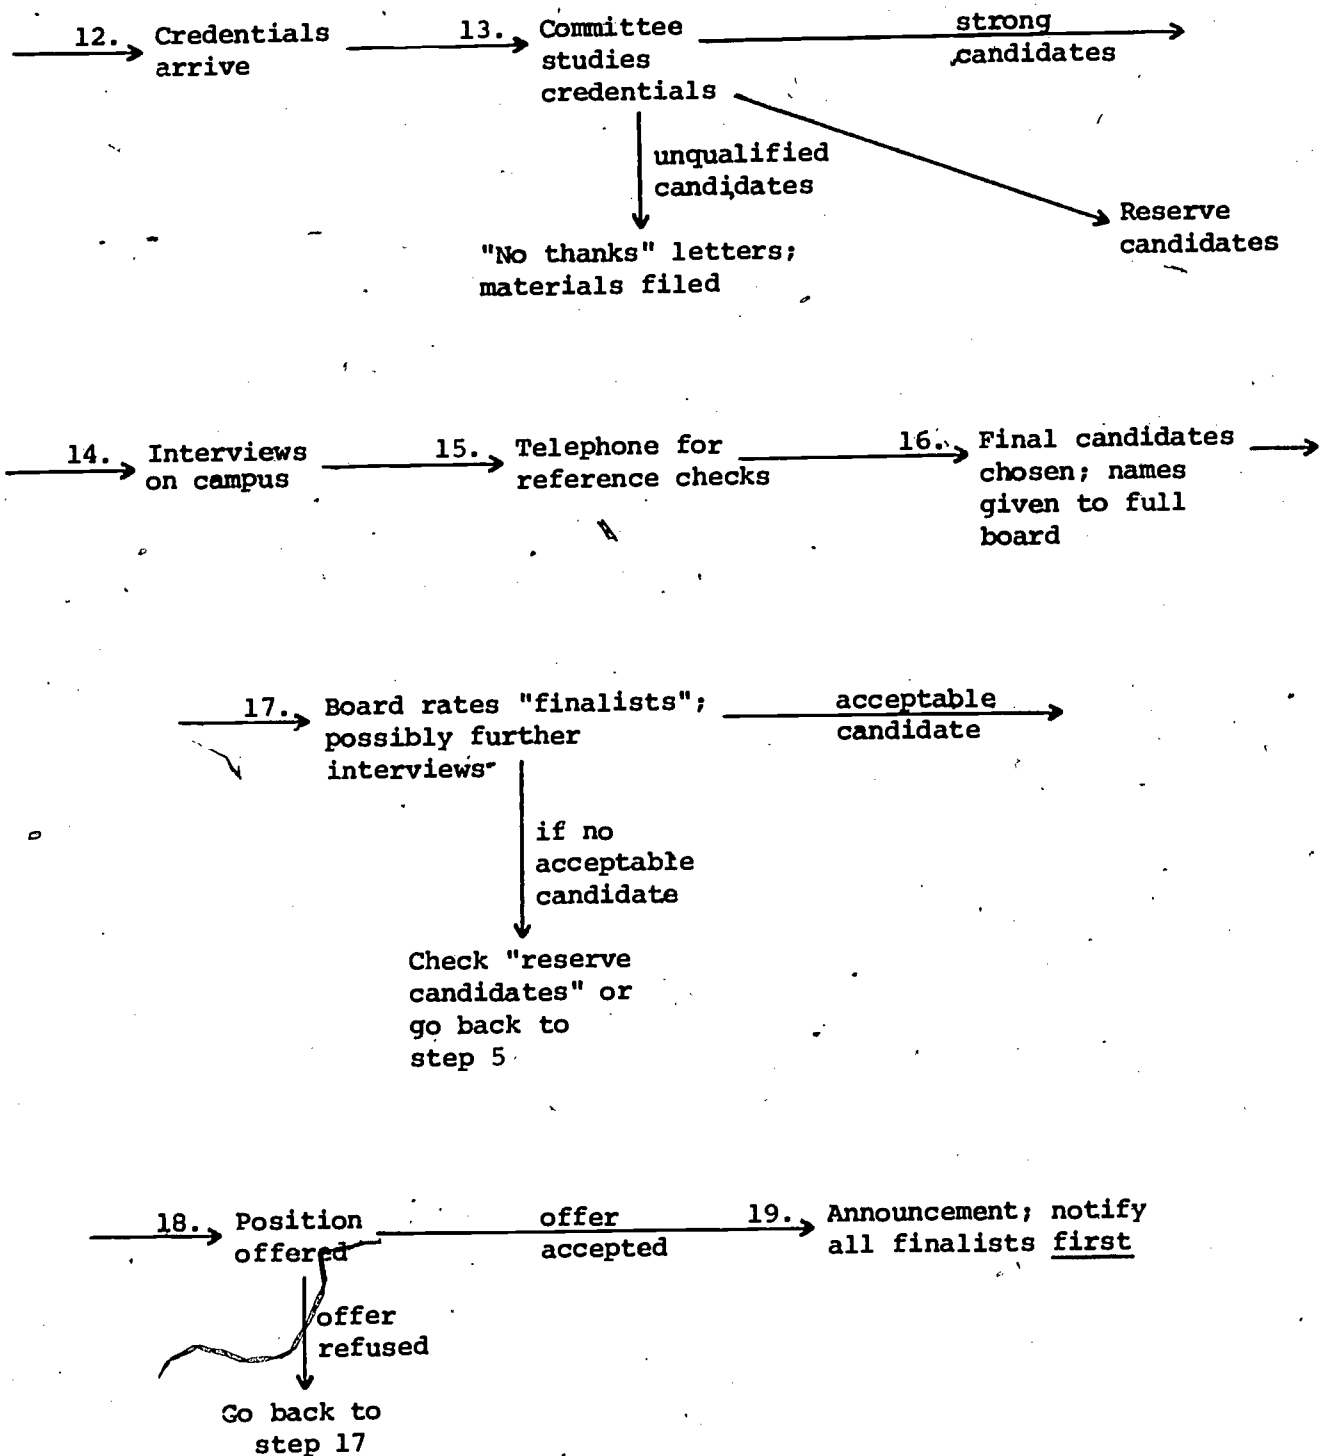 12. Credentials
arrive
13. Committee
studies
credentials
strong
candidates
unqualified
candidates
"No thanks" letters;
materials filed
Reserve
candidates
14. Interviews
on campus
15. Telephone for
reference checks
16. Final candidates
chosen; names
given to full
board
17. Board rates "finalists";
possibly further
interviews
acceptable
candidate
if no
acceptable
candidate
Check "reserve
candidates" or
go back to
step 5
18. Position
offered
offer
accepted
19. Announcement; notify
all finalists first
offer
refused
Go back to
step 17